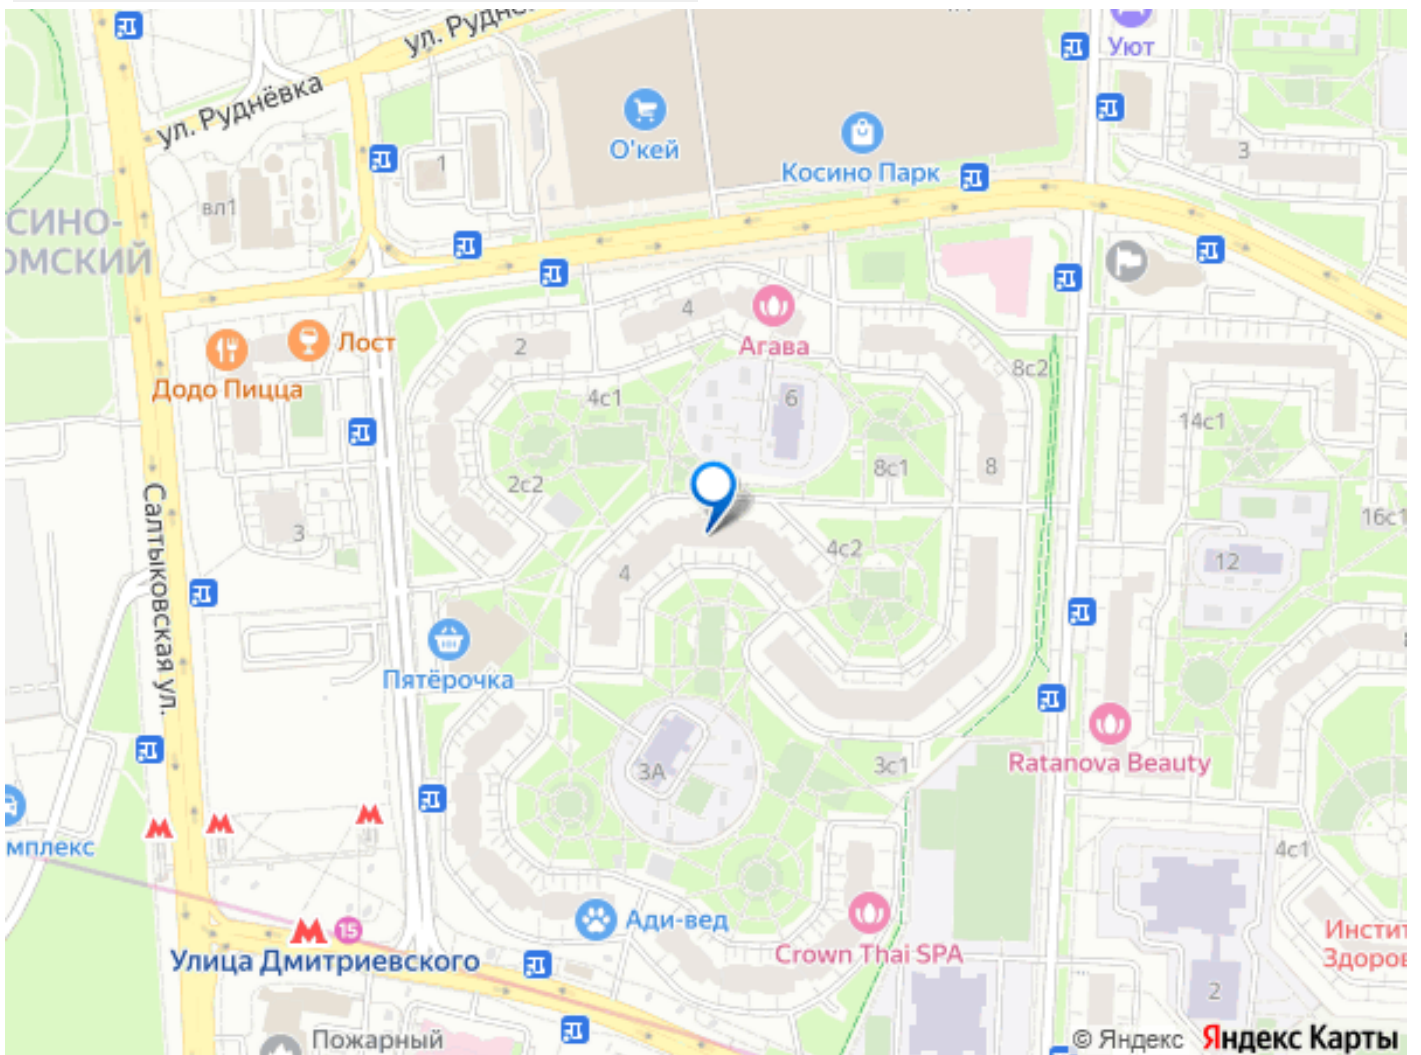 Уют
ул. Руднёвка
ул. Рудн
О'кей
Косино Парк
1
3
вл1
СИНО-
ОМСКИЙ
4
Агава
Лост
2
Додо Пицца
8с2
4с1
6
14с1
8с1
8
2с2
16с1
3
Салтыковская ул.
4с2
12
4
Пятёрочка
Ratanova Beauty
3А
3с1
мплекс
4с1
15
Ади-вед
Улица Дмитриевского
Crown Thai SPA
Инстит
Здоров
2
Пожарный
© Яндекс Яндекс Карты